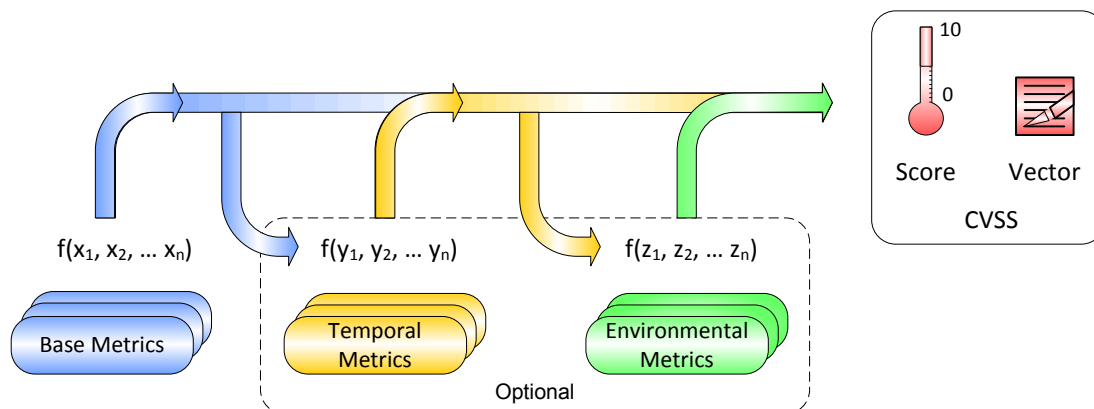 10
0
Score Vector
CVSS
f(x1, x2, ... xn)
f(y1, y2, ... yn)
f(z1, z2, ... zn)
Base Metrics
Temporal
Metrics
Environmental
Metrics
Optional